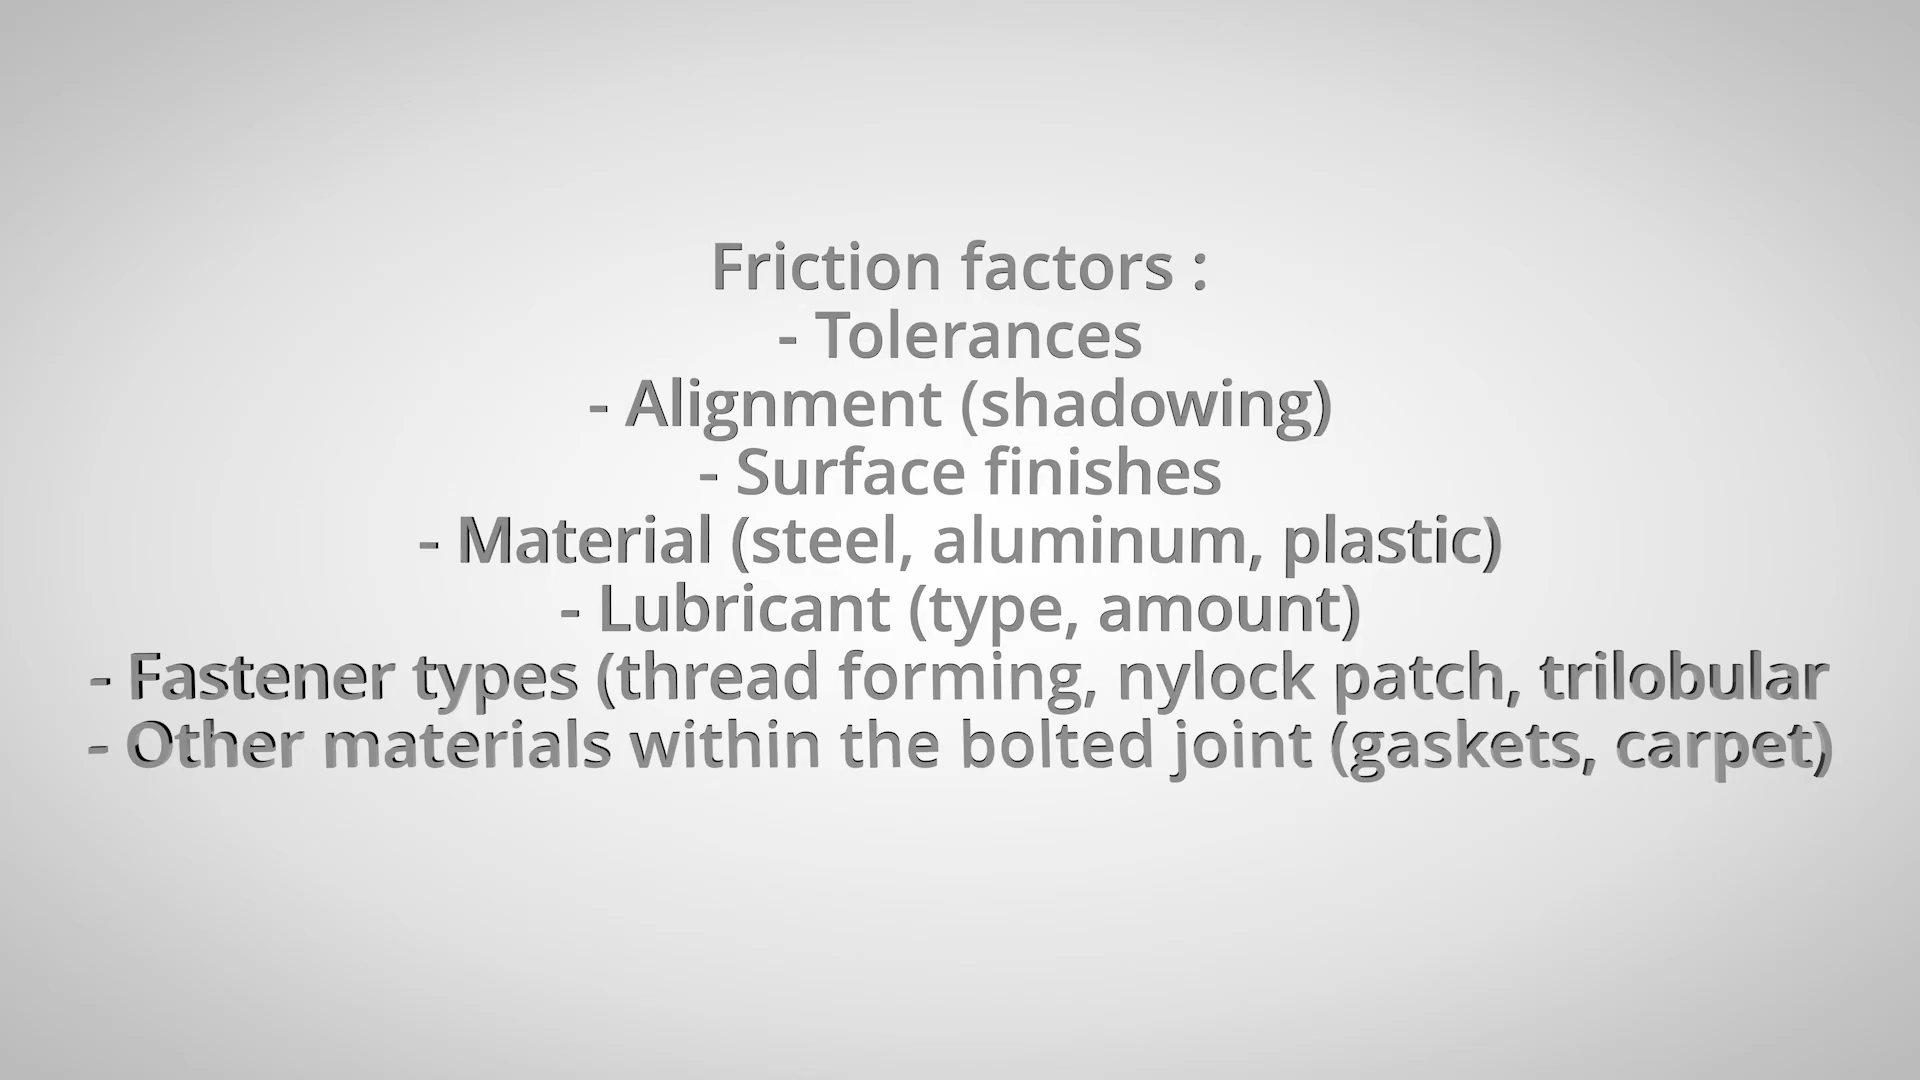 Friction factors :
- Tolerances
- Alignment (shadowing)
- Surface finishes
- Material (steel, aluminum, plastic)
- Lubricant (type, amount)
- Fastener types (thread forming, nylock patch, trilobular
- Other materials within the bolted joint (gaskets, carpet)